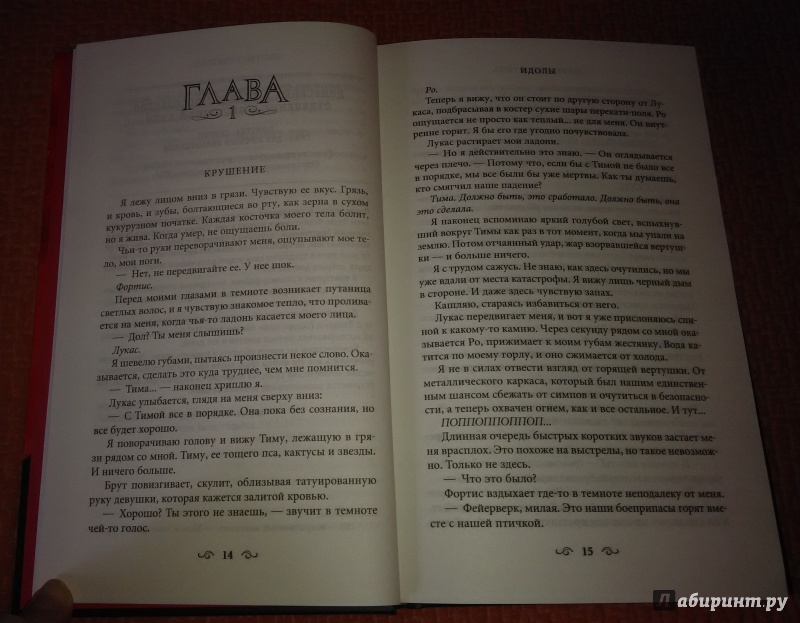 ГЛАВА
1
КРУШЕНИЕ
Я лежу лицом вниз в грязи. Чувствую ее вкус. Грязь,
и кровь, и зубы, болтающиеся во рту, как зерна в сухом
кукурузном початке. Каждая косточка моего тела болит,
но я жива. Когда умер, не ощущаешь боли.
Чьи-то руки переворачивают меня, ощупывают мое те-
ло, мои ноги.
— Нет, не передвигайте ее. У нее шок.
Фортис.
Перед моими глазами в темноте возникает путаница
светлых волос, и я чувствую знакомое тепло, что пролива-
ется на меня, когда чья-то ладонь касается моего лица.
— Дол? Ты меня слышишь?
Лукас.
Я шевелю губами, пытаясь произнести некое слово. Ока-
зывается, сделать это куда труднее, чем мне помнится.
— Тима... — наконец хриплю я.
Лукас улыбается, глядя на меня сверху вниз:
— С Тимой все в порядке. Она пока без сознания, но
все будет хорошо.
Я поворачиваю голову и вижу Тиму, лежащую в гря-
зи рядом со мной. Тиму, ее тощего пса, кактусы и звезды.
И ничего больше.
Брут повизгивает, скулит, облизывая татуированную
руку девушки, которая кажется залитой кровью.
— Хорошо? Ты этого не знаешь, — звучит в темноте
чей-то голос.
14
ИДОЛЫ
Ро.
Теперь я вижу, что он стоит по другую сторону от Лу-
каса, подбрасывая в костер сухие шары перекати-поля. Ро
ощущается не просто как теплый... не для меня. Он внут-
ренне горит. Я бы его где угодно почувствовала.
Лукас растирает мои ладони.
— Но я действительно это знаю. — Он оглядывается
через плечо. — Потому что, если бы с Тимой не было все
в порядке, мы все были бы уже мертвы. Как ты думаешь,
кто смягчил наше падение?
Тима. Должно быть, это сработало. Должно быть, она
это сделала.
Я наконец вспоминаю яркий голубой свет, вспыхнув-
ший вокруг Тимы как раз в тот момент, когда мы упали на
землю. Потом отчаянный удар, жар взорвавшейся вертуш-
ки — и больше ничего.
Я с трудом сажусь. Не знаю, как здесь очутились, но мы
уже вдали от места катастрофы. Я вижу лишь черный дым
в стороне. И даже здесь чувствую запах.
Кашляю, стараясь избавиться от него.
Лукас передвигает меня, и вот я уже прислоняюсь спи-
ной к какому-то камню. Через секунду рядом со мной ока-
зывается Ро, прижимает к моим губам жестянку. Вода ка-
тится по моему горлу, и оно сжимается от холода.
Я не в силах отвести взгляд от горящей вертушки. От
металлического каркаса, который был нашим единствен-
ным шансом сбежать от симпов и очутиться в безопаснос-
ти, а теперь охвачен огнем, как и все остальное. И тут...
ПОППОППОППОП...
Длинная очередь быстрых коротких звуков застает ме-
ня врасплох. Это похоже на выстрелы, но такое невозмож-
но. Только не здесь.
— Что это было?
Фортис вздыхает где-то в темноте неподалеку от меня.
— Фейерверк, милая. Это наши боеприпасы горят вме-
сте с нашей птичкой.
15
Лабиринт.ру